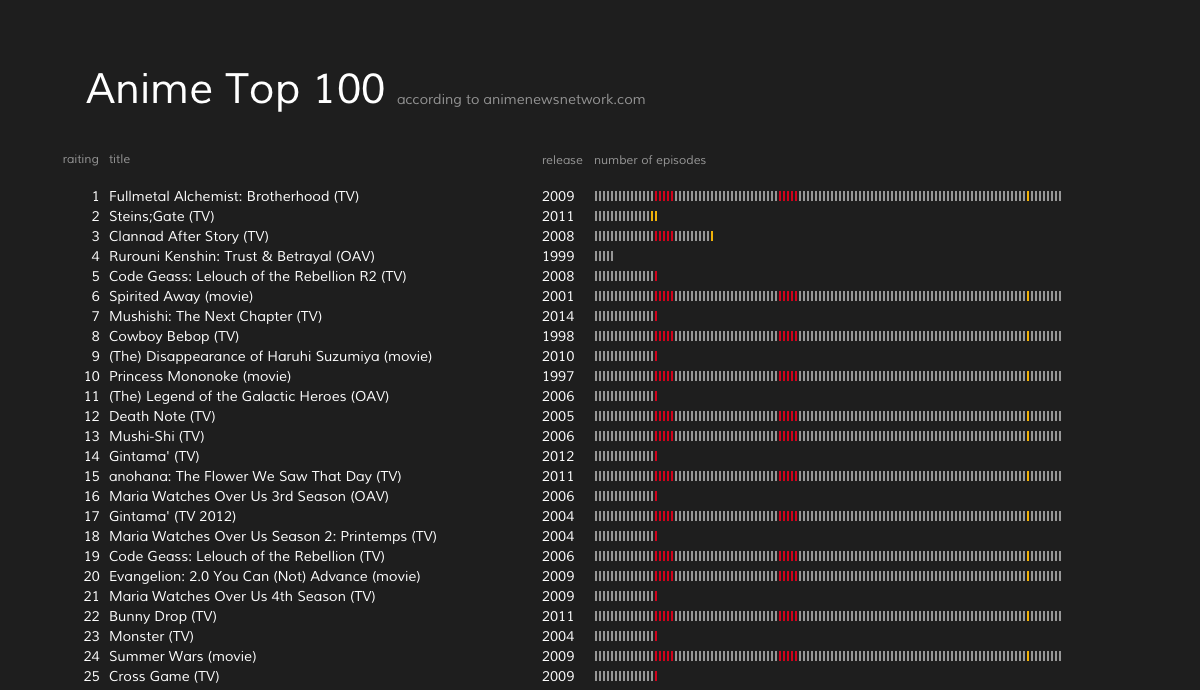 Anime Top 100 according to animenewsnetwork.com
raiting title release number of episodes
1 Fullmetal Alchemist: Brotherhood (TV) 2009
2 Steins;Gate (TV) 2011
3 Clannad After Story (TV) 2008
4 Rurouni Kenshin: Trust & Betrayal (OAV) 1999
5 Code Geass: Lelouch of the Rebellion R2 (TV) 2008
6 Spirited Away (movie) 2001
7 Mushishi: The Next Chapter (TV) 2014
8 Cowboy Bebop (TV) 1998
9 (The) Disappearance of Haruhi Suzumiya (movie) 2010
10 Princess Mononoke (movie) 1997
11 (The) Legend of the Galactic Heroes (OAV) 2006
12 Death Note (TV) 2005
13 Mushi-Shi (TV) 2006
14 Gintama' (TV) 2012
15 anohana: The Flower We Saw That Day (TV) 2011
16 Maria Watches Over Us 3rd Season (OAV) 2006
17 Gintama' (TV 2012) 2004
18 Maria Watches Over Us Season 2: Printemps (TV) 2004
19 Code Geass: Lelouch of the Rebellion (TV) 2006
20 Evangelion: 2.0 You Can (Not) Advance (movie) 2009
21 Maria Watches Over Us 4th Season (TV) 2009
22 Bunny Drop (TV) 2011
23 Monster (TV) 2004
24 Summer Wars (movie) 2009
25 Cross Game (TV) 2009